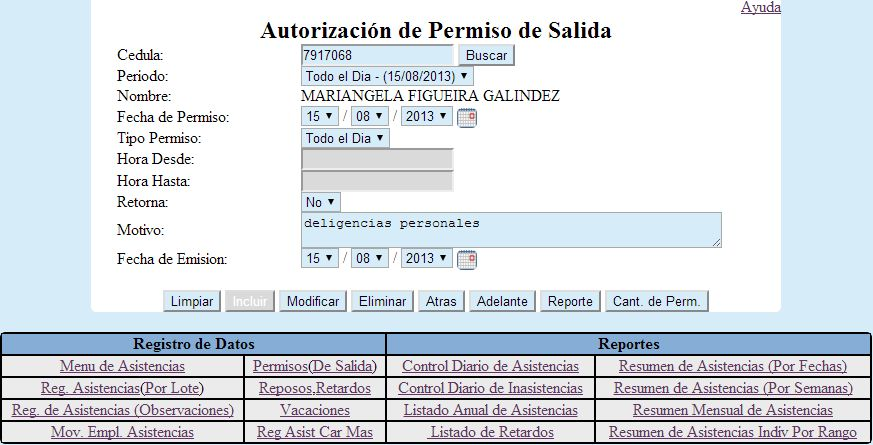 Ayuda
Autorización de Permiso de Salida
Cedula: 7917068 Buscar
Periodo: Todo el Dia - (15/08/2013)
Nombre: MARIANGELA FIGUEIRA GALINDEZ
Fecha de Permiso: 15 / 08 / 2013
Tipo Permiso: Todo el Dia
Hora Desde:
Hora Hasta:
Retorna: No
Motivo: deligencias personales
Fecha de Emision: 15 / 08 / 2013
Limpiar Incluir Modificar Eliminar Atras Adelante Reporte Cant. de Perm.
Registro de Datos Reportes
Menu de Asistencias Permisos(De Salida) Control Diario de Asistencias Resumen de Asistencias (Por Fechas)
Reg. Asistencias(Por Lote) Reposos,Retardos Control Diario de Inasistencias Resumen de Asistencias (Por Semanas)
Reg. de Asistencias (Observaciones) Vacaciones Listado Anual de Asistencias Resumen Mensual de Asistencias
Mov. Empl. Asistencias Reg Asist Car Mas Listado de Retardos Resumen de Asistencias Indiv Por Rango